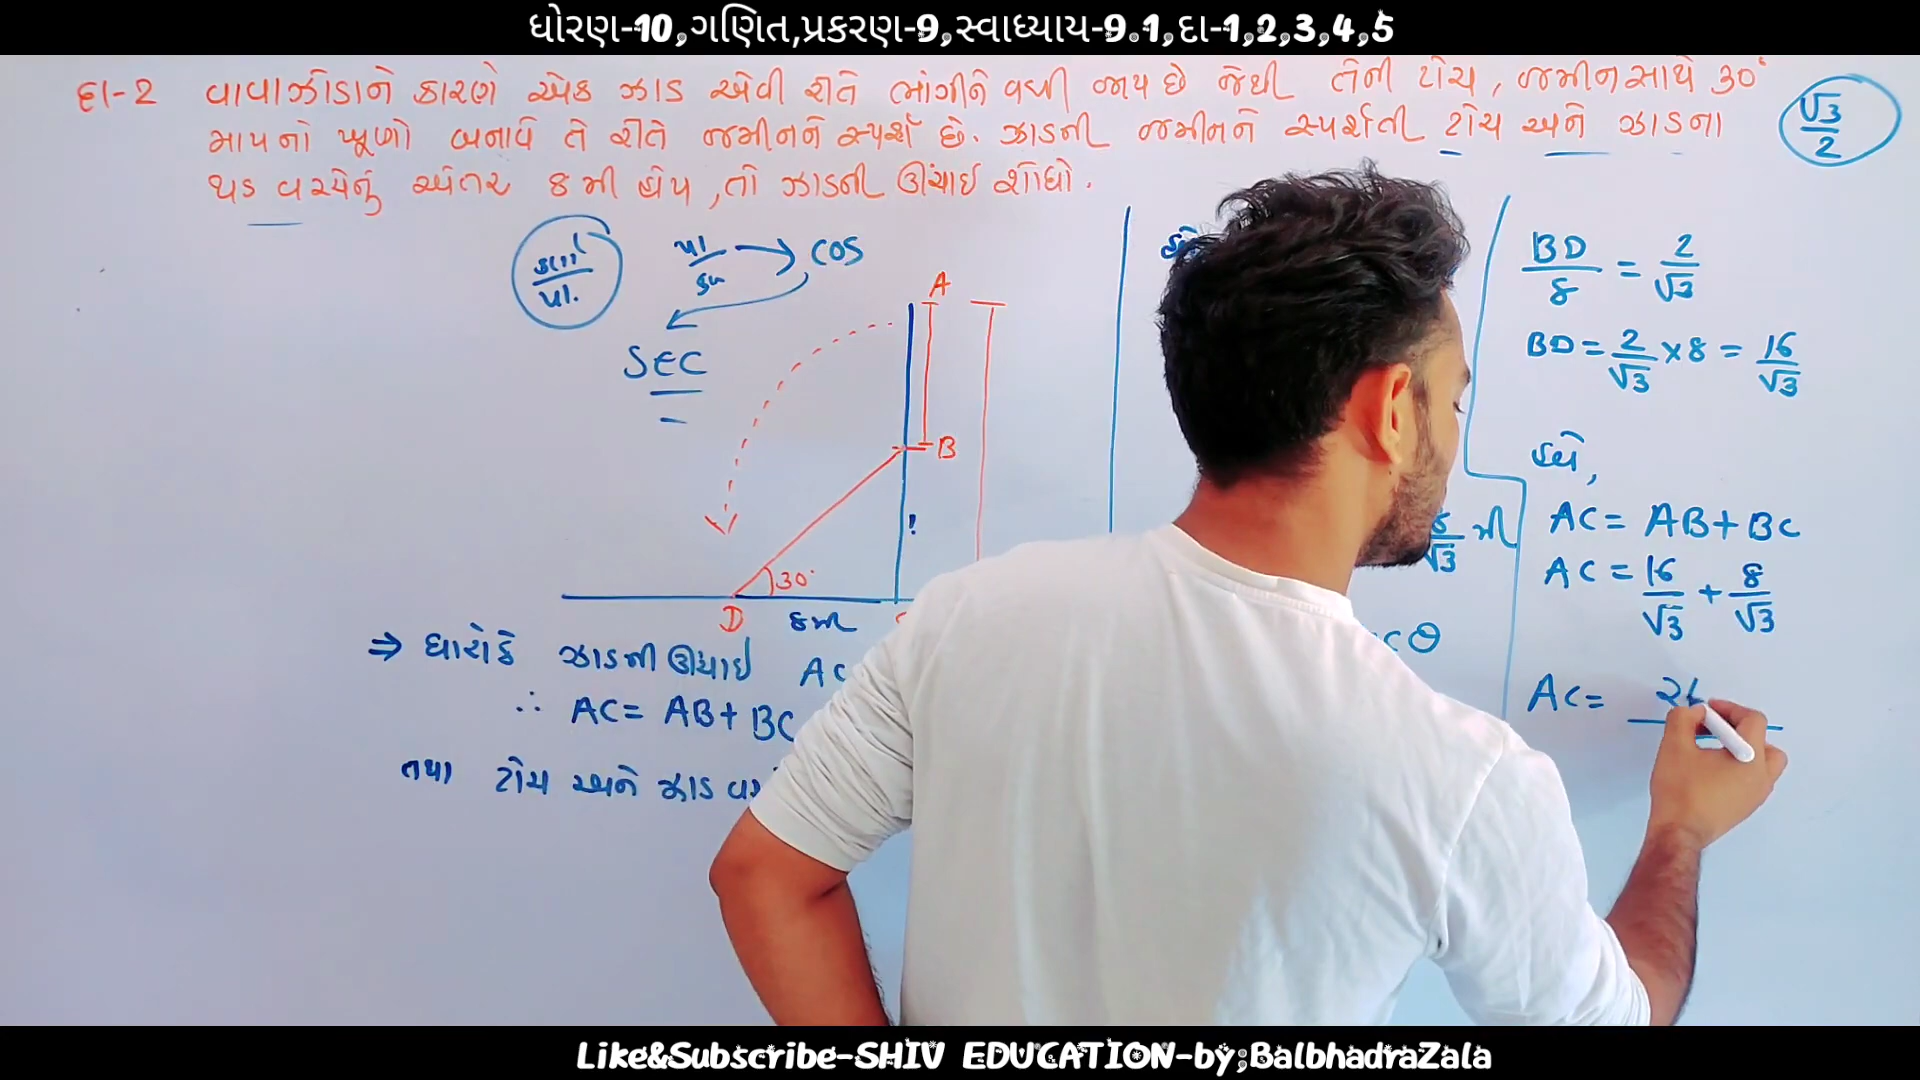 ધોરણ-10,ગણિત,પ્રકરણ-9,સ્વાધ્યાય-9.1,દા-1,2,3,4,5
દા-2 વાવાઝોડાને કારણે એક ઝાડ એવી રીતે ભાંગીને વળી જાય છે જેથી તેની ટોચ, જમીન સાથે 30°
માપનો ખૂણો બનાવે તે રીતે જમીનને સ્પર્શે છે. ઝાડની જમીનને સ્પર્શતી ટોચ અને ઝાડના
થડ વચ્ચેનું અંતર 8 મી હોય, તો ઝાડની ઊંચાઈ શોધો.
√3/2
સા/પા.
પા/ક → COS
SEC
A
B
30°
D 8મી
⇒ ધારોકે ઝાડની ઊંચાઈ AC
∴ AC = AB + BC
તથા ટોચ અને ઝાડ
/√3 મી
θ
BD/8 = 2/√3
BD = 2/√3 × 8 = 16/√3
હવે,
AC = AB + BC
AC = 16/√3 + 8/√3
AC =
Like&Subscribe-SHIV EDUCATION-by;BalbhadraZala